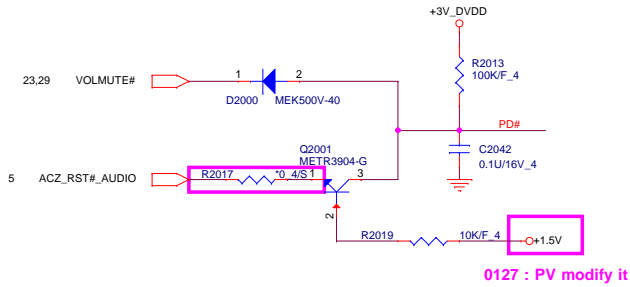 +3V_DVDD
R2013
100K/F_4
23,29 VOLMUTE# 1 2
D2000 MEK500V-40
PD#
Q2001
METR3904-G
C2042
0.1U/16V_4
5 ACZ_RST#_AUDIO R2017 *0_4/S 1 3
2
R2019 10K/F_4 +1.5V
0127 : PV modify it